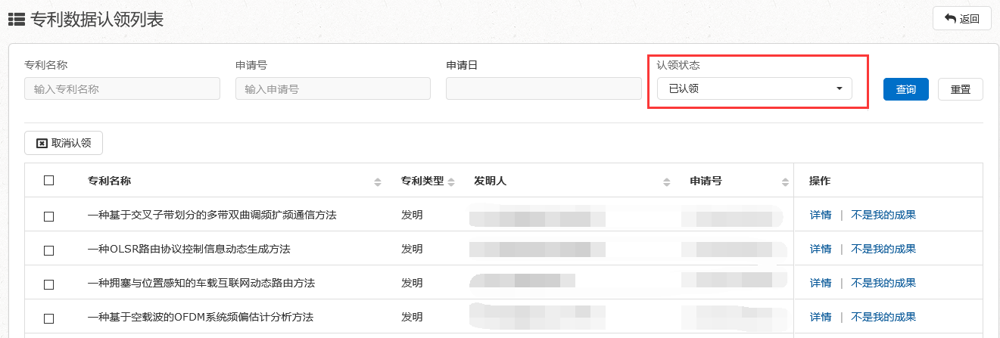 专利数据认领列表
返回
专利名称 申请号 申请日 认领状态
输入专利名称 输入申请号 已认领 查询 重置
取消认领
专利名称 专利类型 发明人 申请号 操作
一种基于交叉子带划分的多带双曲调频扩频通信方法 发明 详情 | 不是我的成果
一种OLSR路由协议控制信息动态生成方法 发明 详情 | 不是我的成果
一种拥塞与位置感知的车载互联网动态路由方法 发明 详情 | 不是我的成果
一种基于空载波的OFDM系统频偏估计分析方法 发明 详情 | 不是我的成果